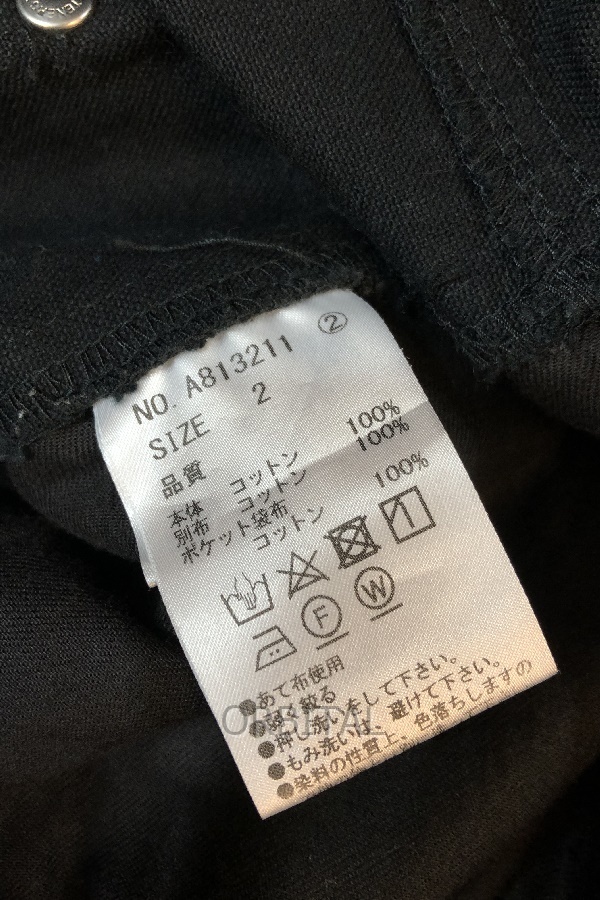 NO. A813211 ②
SIZE 2
品質
本体 コットン 100%
別布 コットン 100%
ポケット袋布
コットン 100%
F W
●あて布使用
●弱く絞る
●押し洗いをして下さい。
●もみ洗いは、避けて下さい。
●染料の性質上、色落ちしますの
ORBITAL